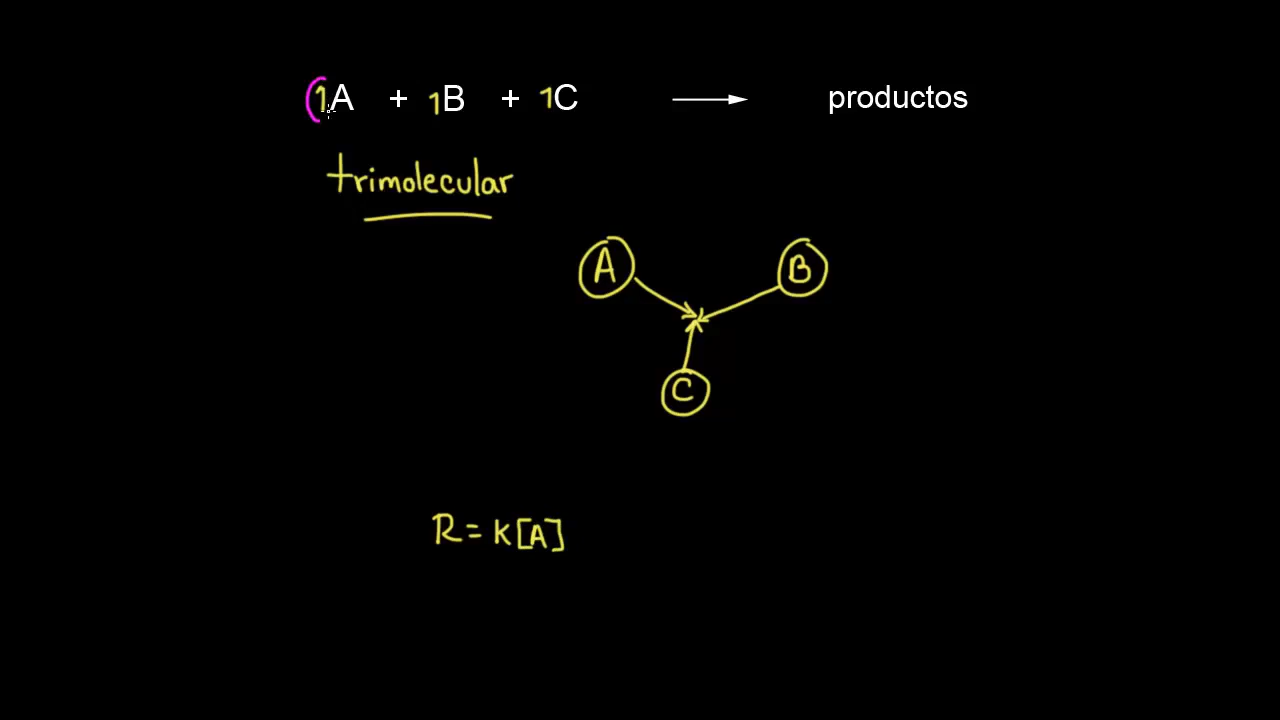 1A + 1B + 1C → productos
trimolecular
A B
C
R = K[A]